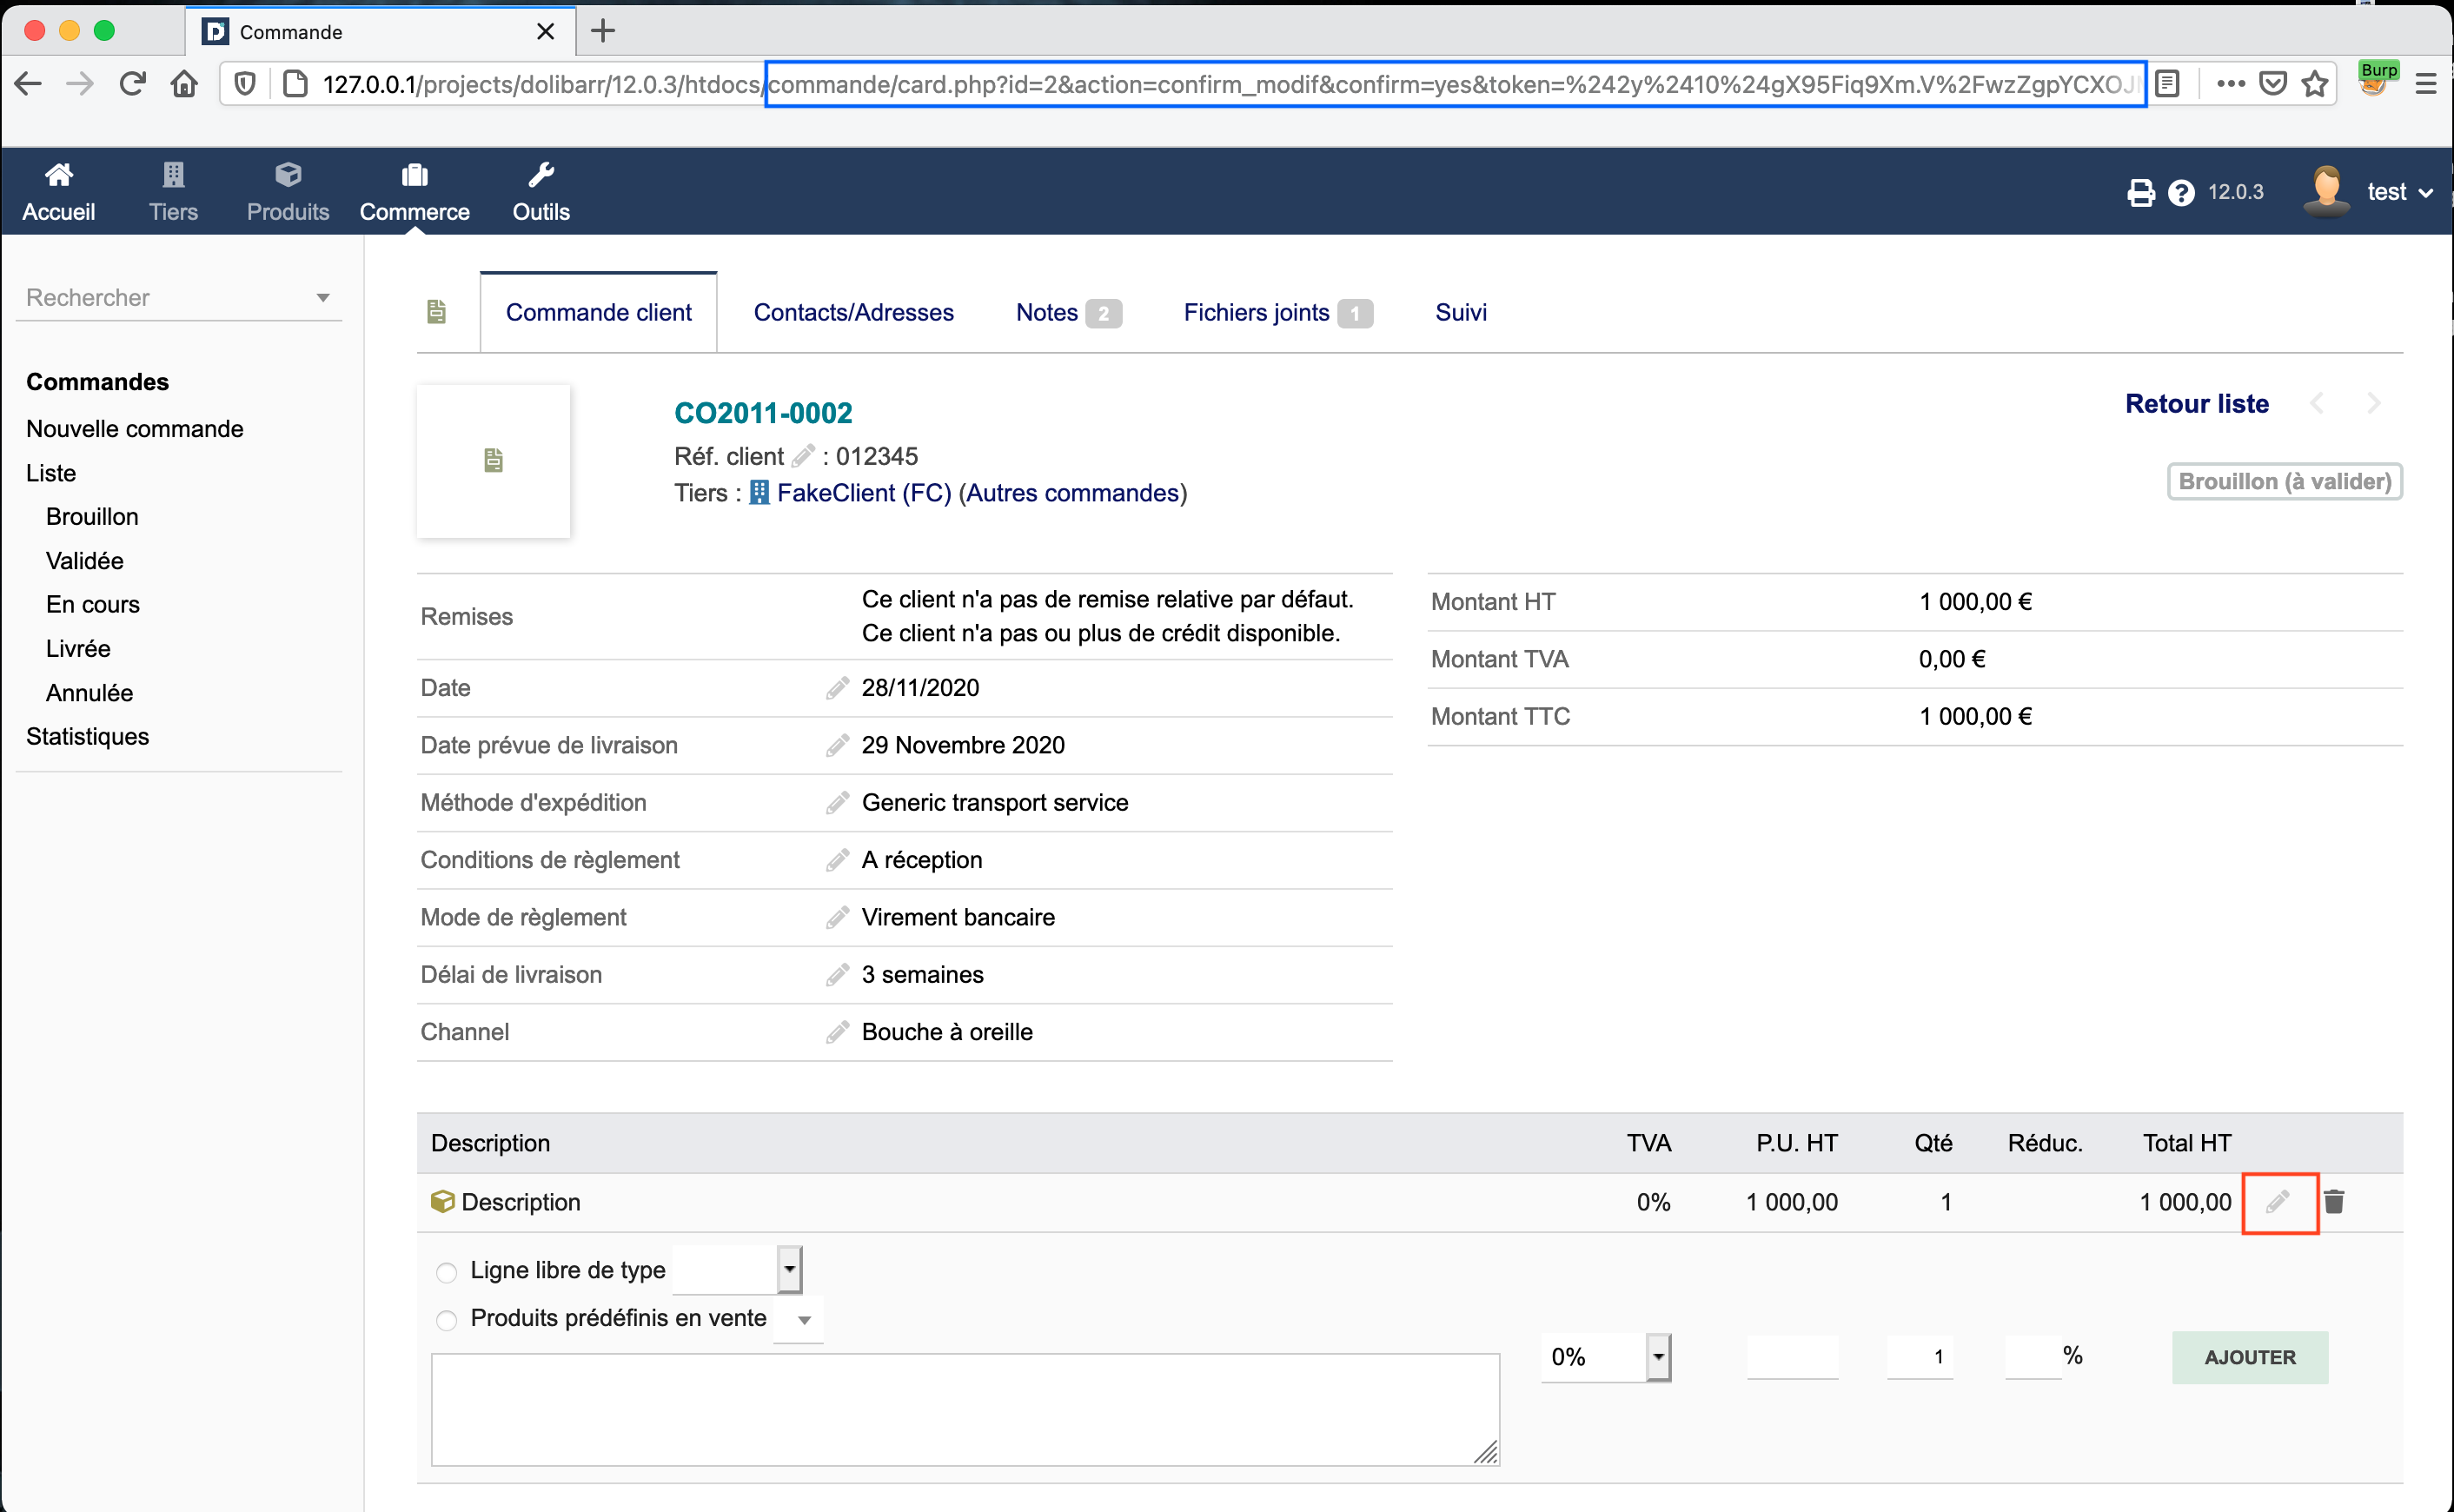 Commande
127.0.0.1/projects/dolibarr/12.0.3/htdocs/commande/card.php?id=2&action=confirm_modif&confirm=yes&token=%242y%2410%24gX95Fiq9Xm.V%2FwzZgpYCXOJ
Burp
Accueil
Tiers
Produits
Commerce
Outils
12.0.3
test
Rechercher
Commandes
Nouvelle commande
Liste
Brouillon
Validée
En cours
Livrée
Annulée
Statistiques
Commande client
Contacts/Adresses
Notes 2
Fichiers joints 1
Suivi
CO2011-0002
Réf. client : 012345
Tiers : FakeClient (FC) (Autres commandes)
Retour liste
Brouillon (à valider)
Remises
Ce client n'a pas de remise relative par défaut.
Ce client n'a pas ou plus de crédit disponible.
Date 28/11/2020
Date prévue de livraison 29 Novembre 2020
Méthode d'expédition Generic transport service
Conditions de règlement A réception
Mode de règlement Virement bancaire
Délai de livraison 3 semaines
Channel Bouche à oreille
Montant HT 1 000,00 €
Montant TVA 0,00 €
Montant TTC 1 000,00 €
Description TVA P.U. HT Qté Réduc. Total HT
Description 0% 1 000,00 1 1 000,00
Ligne libre de type
Produits prédéfinis en vente
0% 1 % AJOUTER